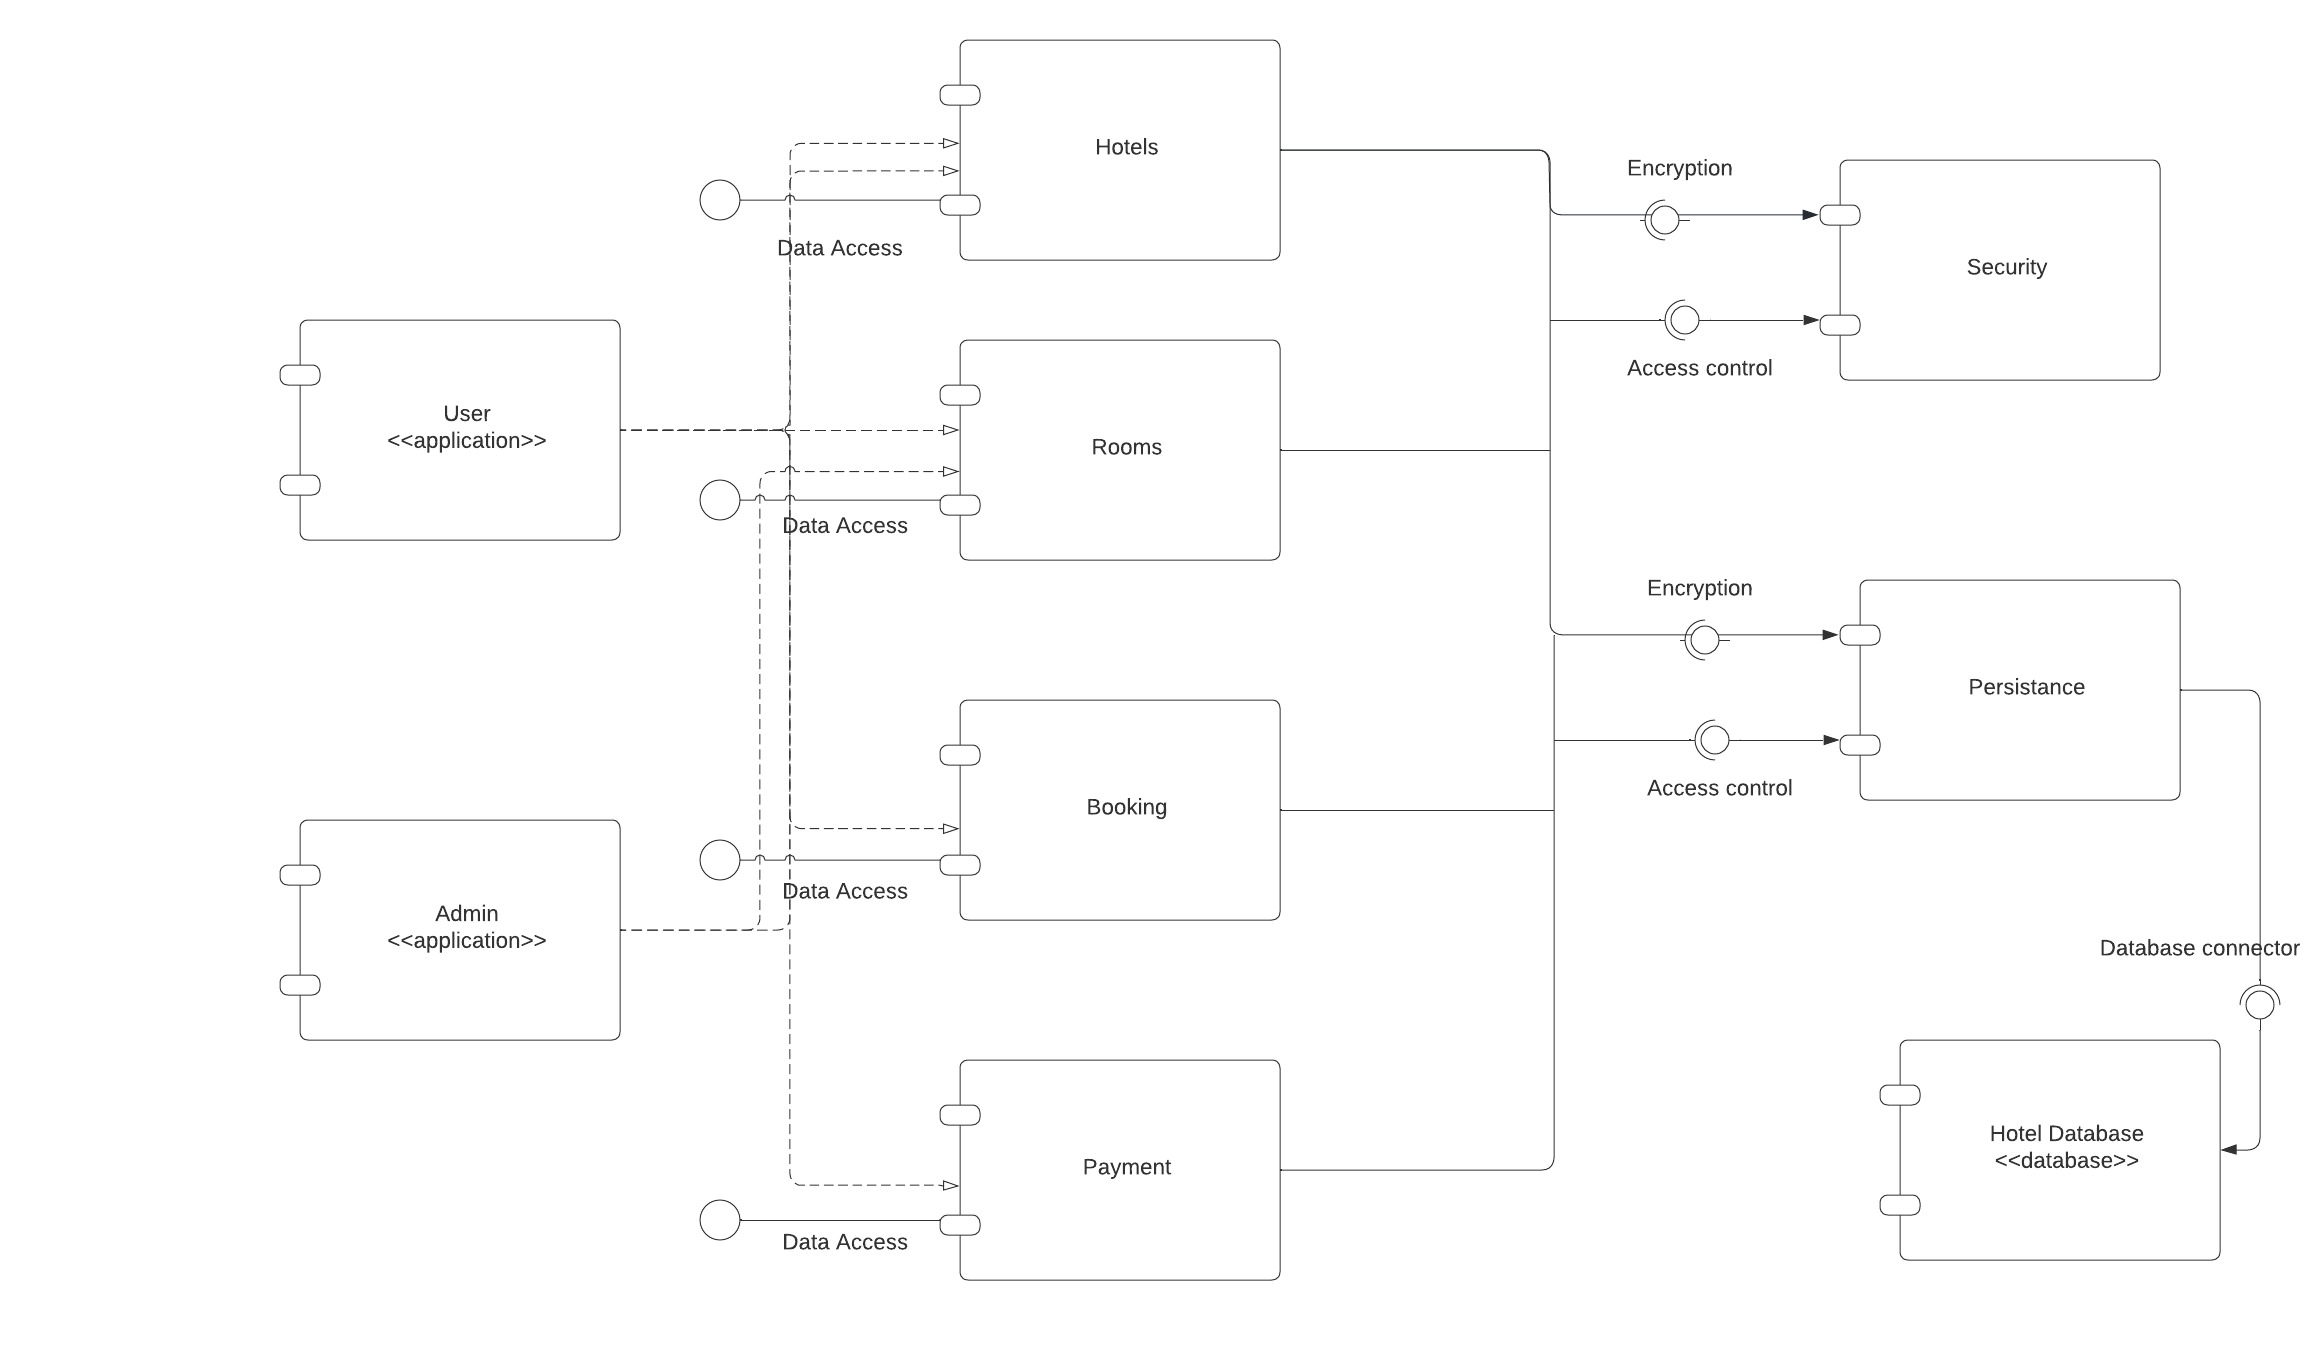 Hotels
Encryption
Security
Data Access
Access control
User
<<application>>
Rooms
Data Access
Encryption
Persistance
Access control
Booking
Data Access
Admin
<<application>>
Database connector
Hotel Database
<<database>>
Payment
Data Access